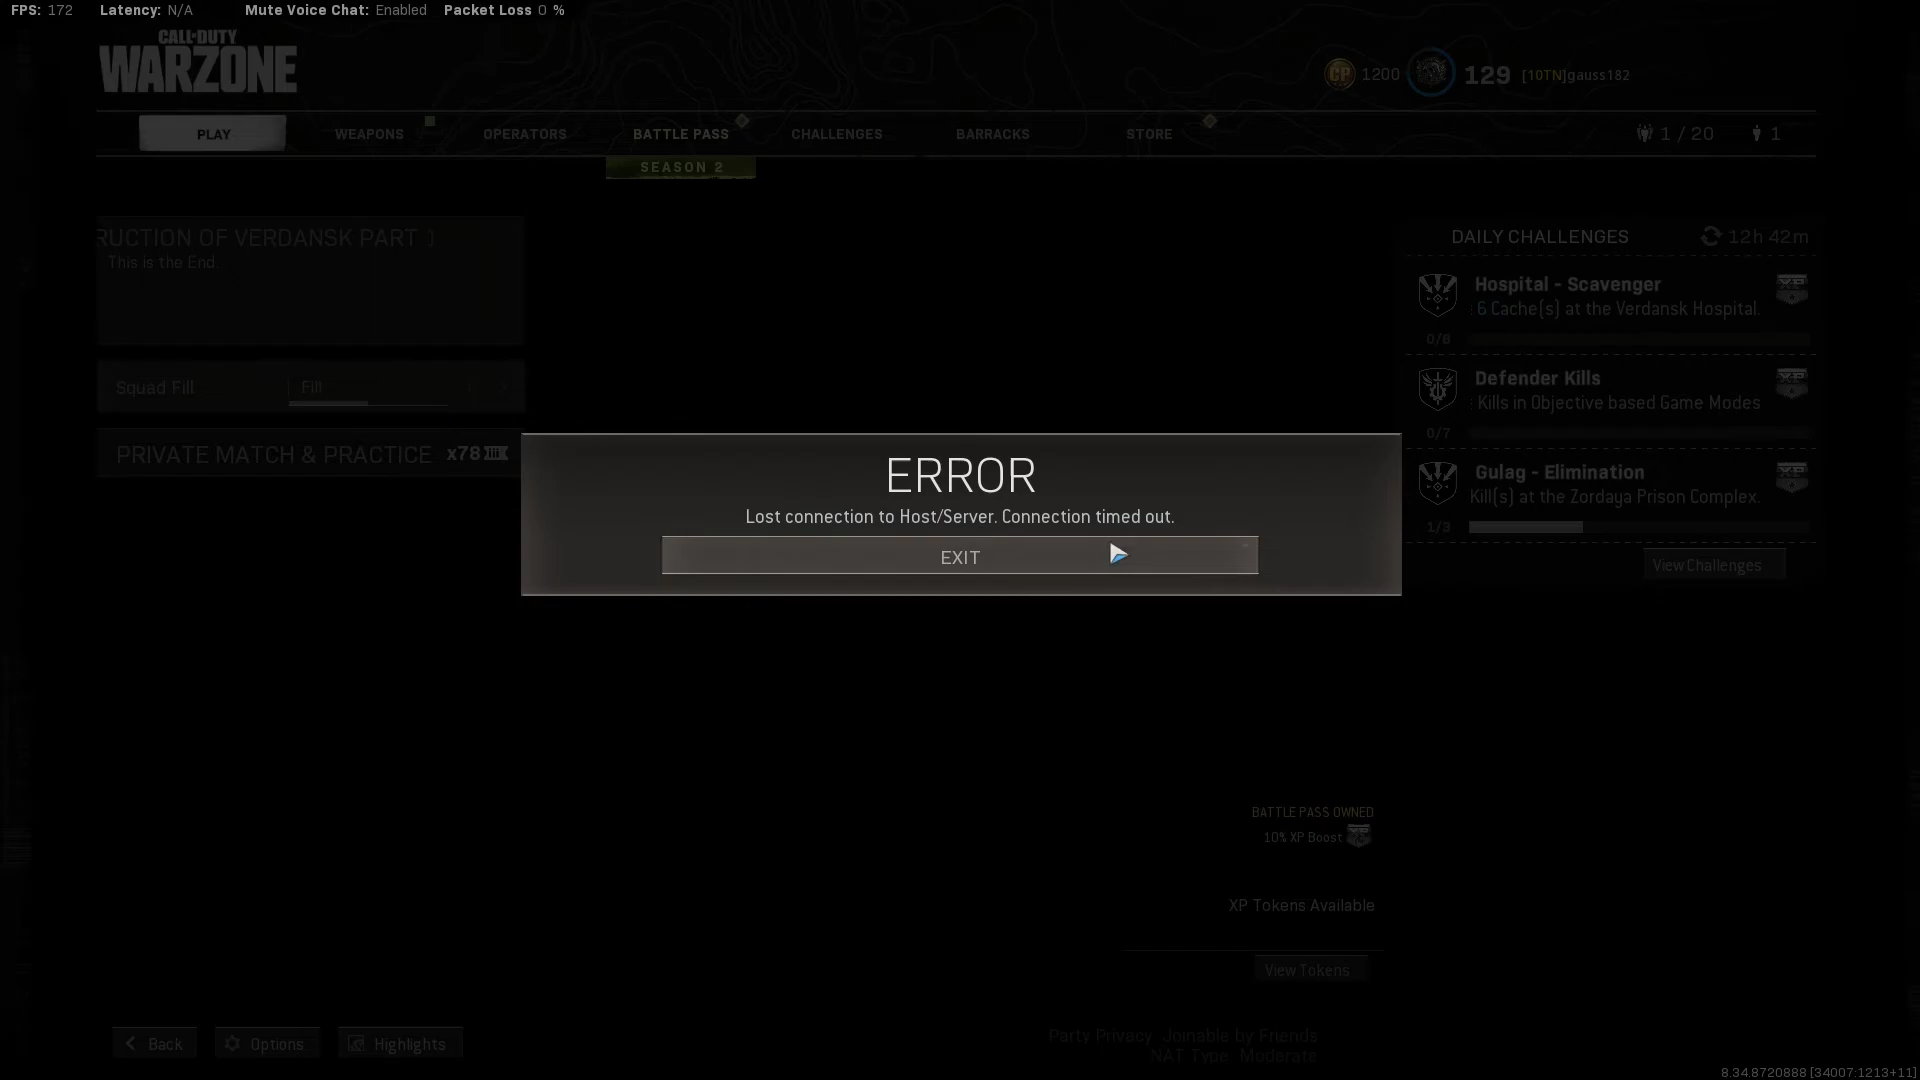 FPS: 172 Latency: N/A Mute Voice Chat: Enabled Packet Loss 0 %
CALL OF DUTY
WARZONE
CP 1200 129 [10TN]gauss182
PLAY WEAPONS OPERATORS BATTLE PASS CHALLENGES BARRACKS STORE 1 / 20 1
SEASON 2
RUCTION OF VERDANSK PART
This is the End.
DAILY CHALLENGES 12h 42m
Hospital - Scavenger
: 6 Cache(s) at the Verdansk Hospital.
0/6
Squad Fill Fill
Defender Kills
: Kills in Objective based Game Modes
0/7
PRIVATE MATCH & PRACTICE x78
ERROR
Lost connection to Host/Server. Connection timed out.
EXIT
Gulag - Elimination
Kill(s) at the Zordaya Prison Complex.
1/3
View Challenges
BATTLE PASS OWNED
10% XP Boost
XP Tokens Available
View Tokens
Back Options Highlights
Party Privacy Joinable by Friends
NAT Type Moderate
8.34.8720888 [34007:1213+11]